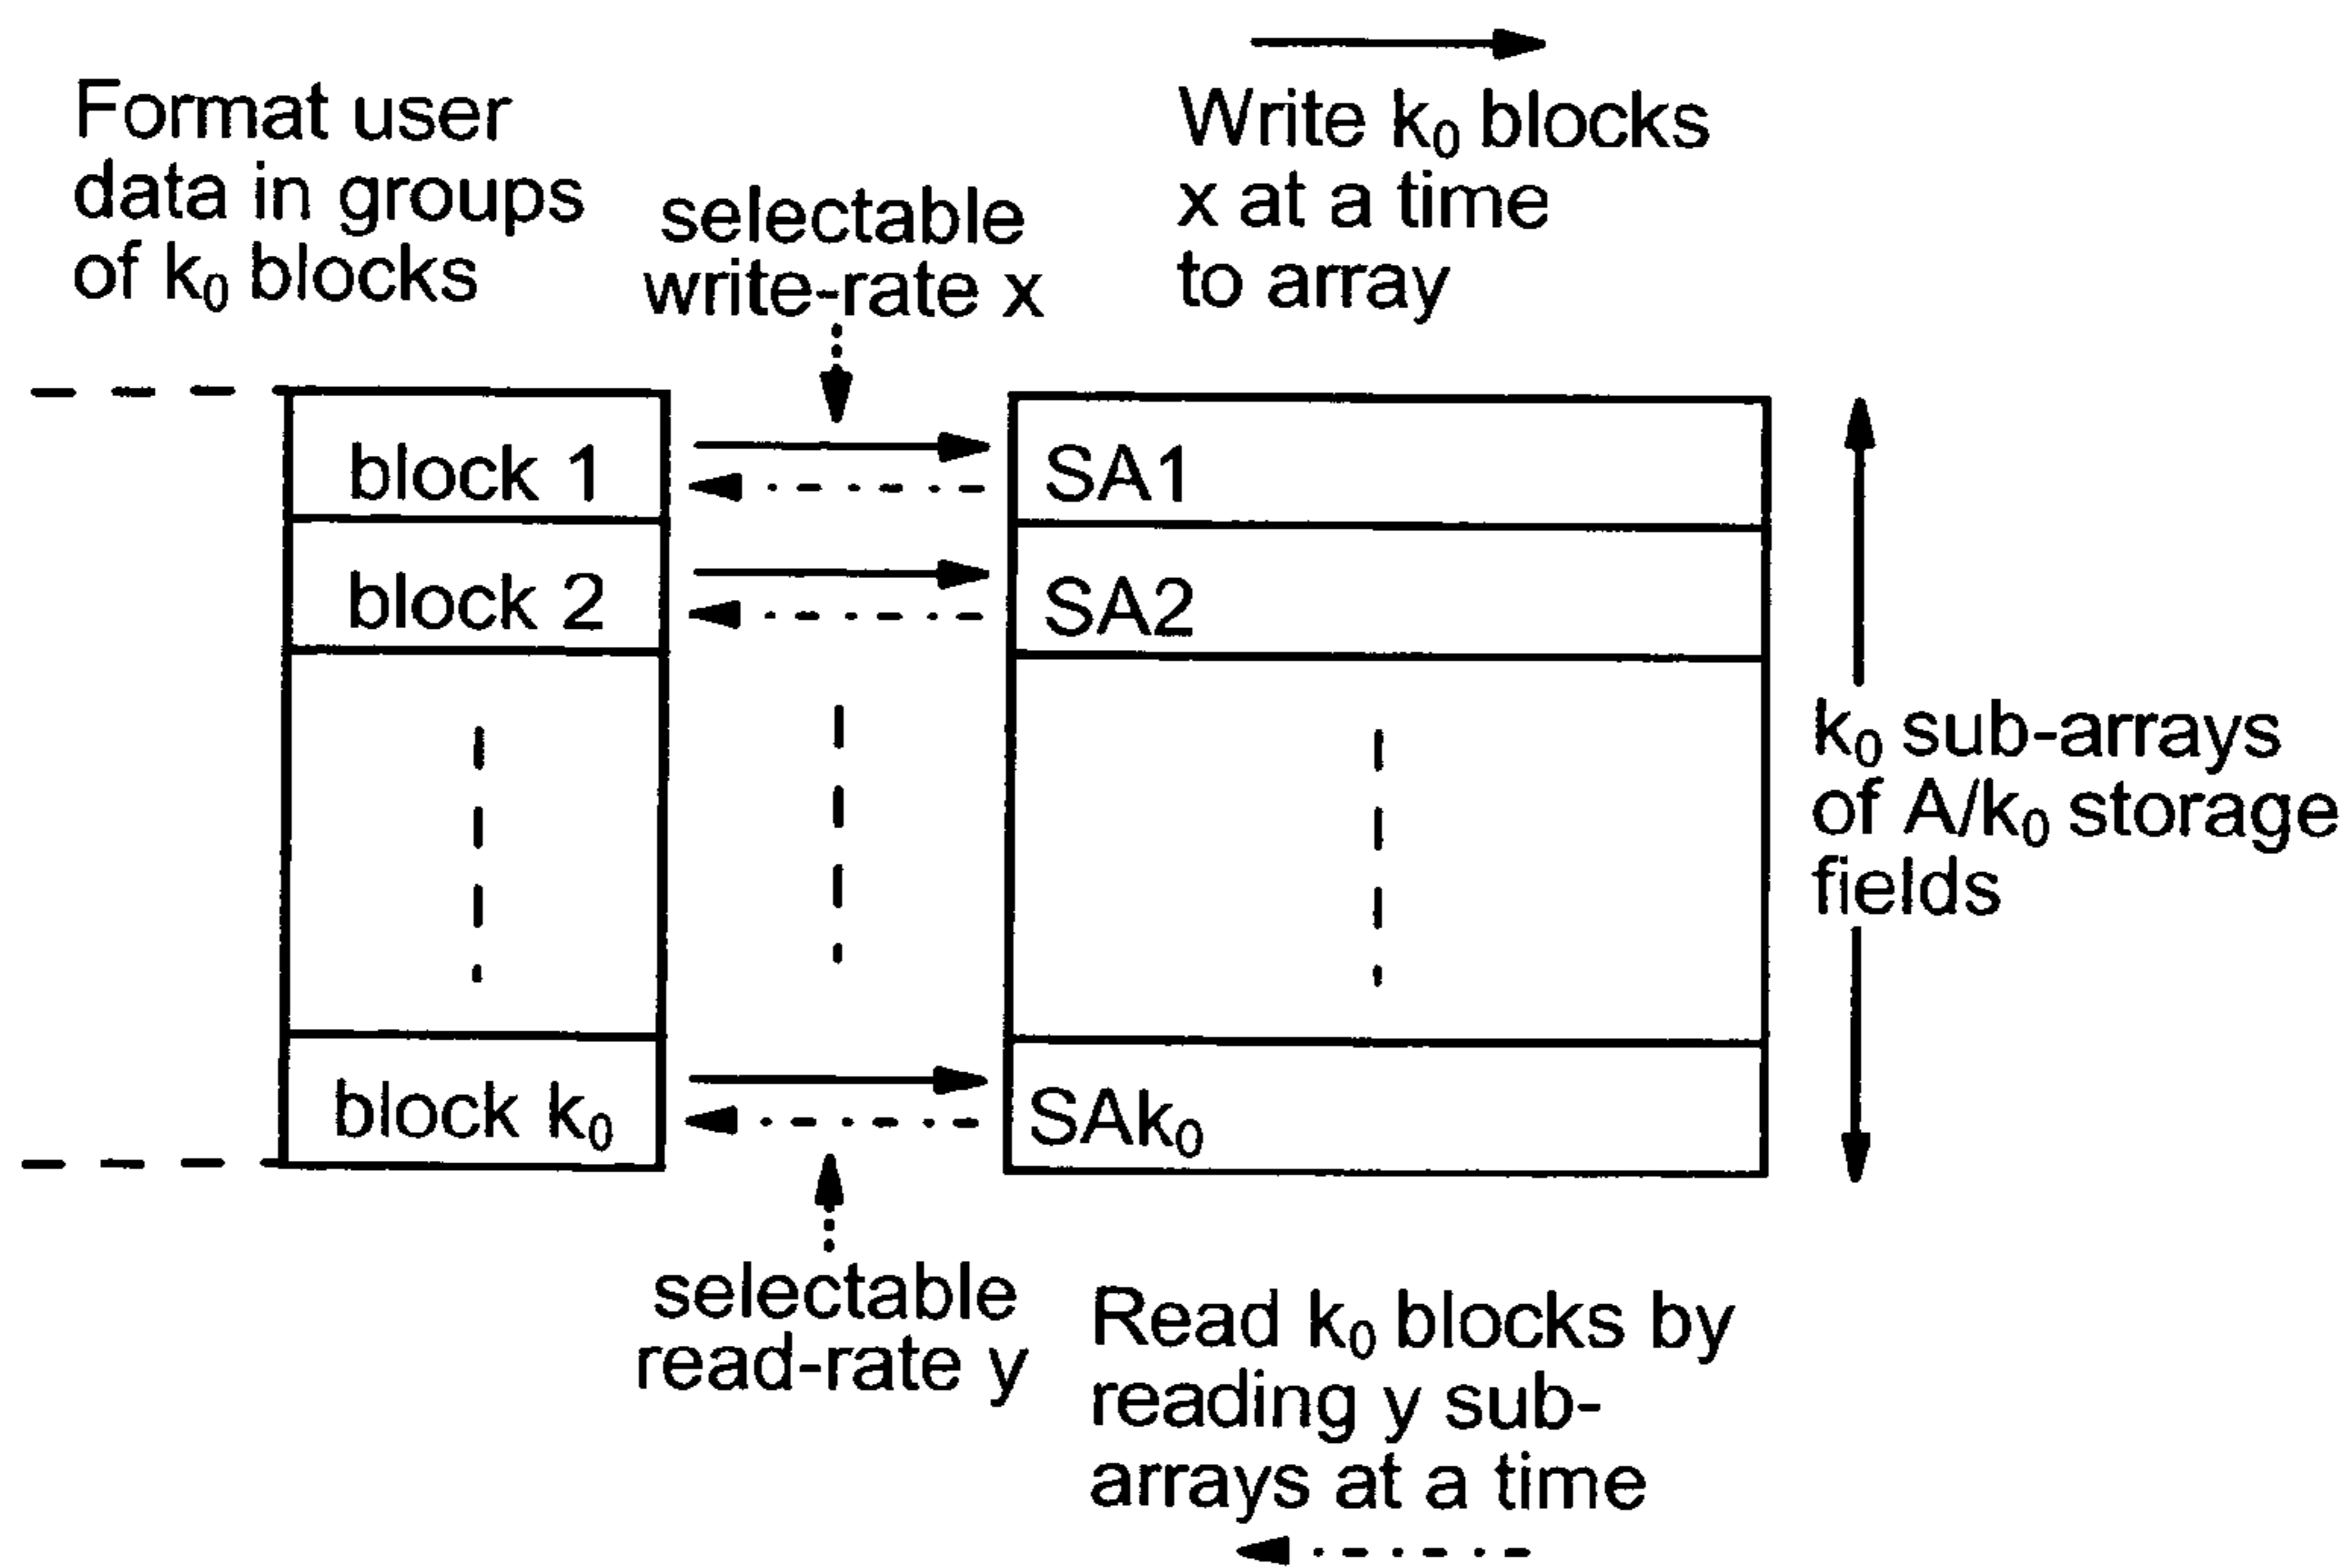 Format user
data in groups
of k₀ blocks
selectable
write-rate x
Write k₀ blocks
x at a time
to array
block 1
SA1
block 2
SA2
k₀ sub-arrays
of A/k₀ storage
fields
block k₀
SAk₀
selectable
read-rate y
Read k₀ blocks by
reading y sub-
arrays at a time